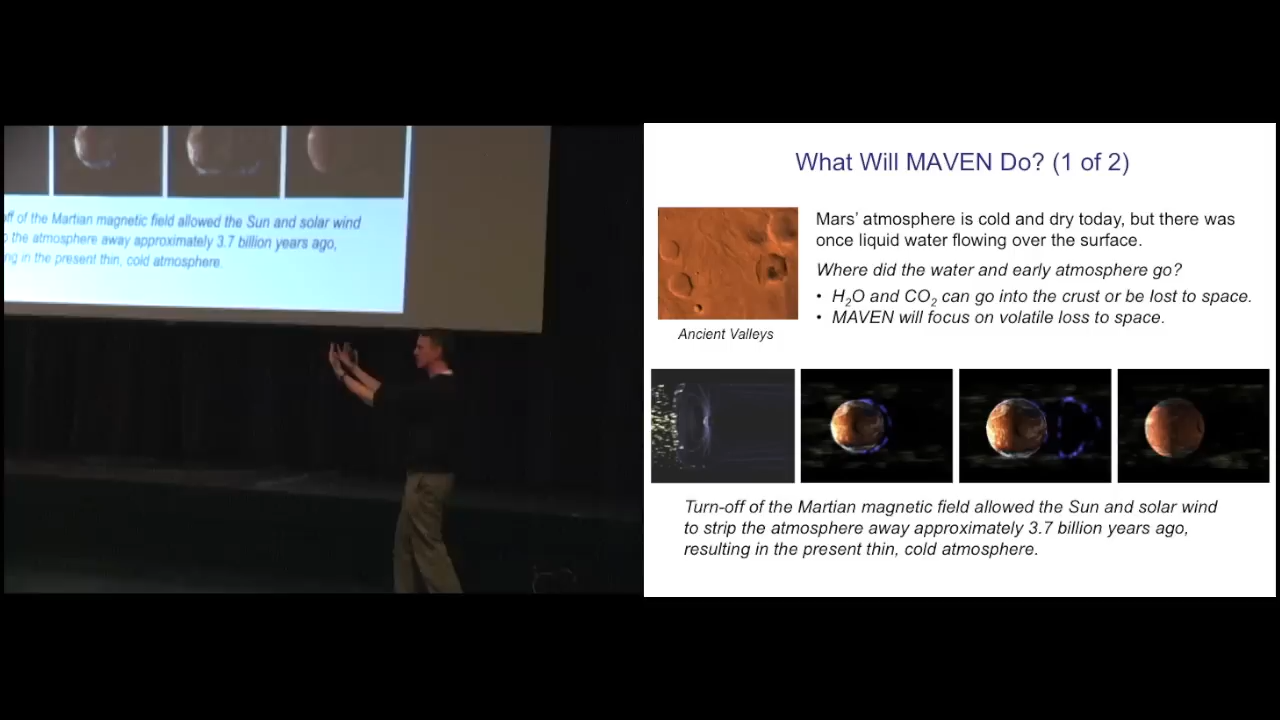 ff of the Martian magnetic field allowed the Sun and solar wind
the atmosphere away approximately 3.7 billion years ago,
ng in the present thin, cold atmosphere.
What Will MAVEN Do? (1 of 2)
Mars’ atmosphere is cold and dry today, but there was
once liquid water flowing over the surface.
Where did the water and early atmosphere go?
• H₂O and CO₂ can go into the crust or be lost to space.
• MAVEN will focus on volatile loss to space.
Ancient Valleys
Turn-off of the Martian magnetic field allowed the Sun and solar wind
to strip the atmosphere away approximately 3.7 billion years ago,
resulting in the present thin, cold atmosphere.